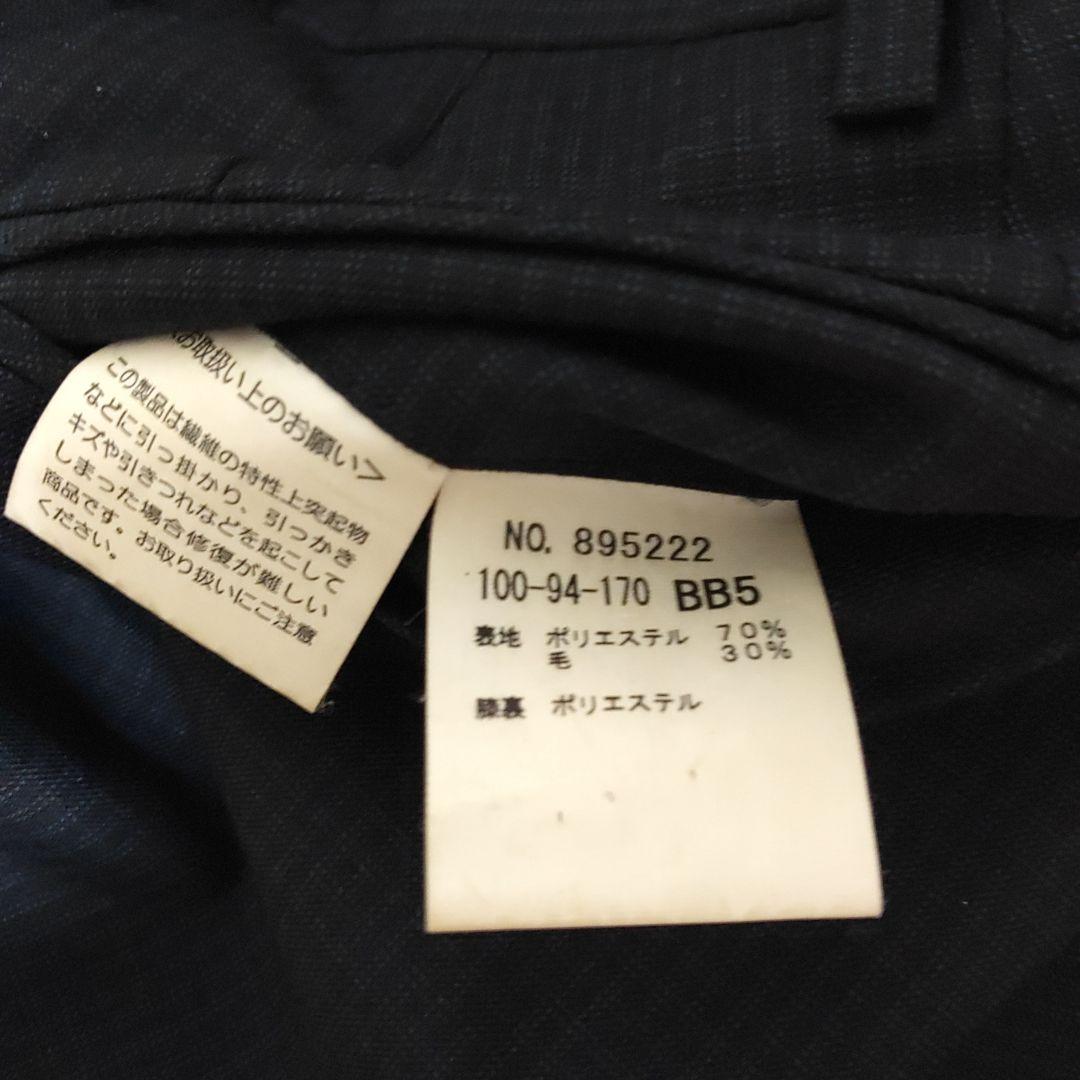 お取扱い上のお願い>
この製品は繊維の特性上突起物
などに引っ掛かり、引っかき
キズや引きつれなどを起こして
しまった場合修復が難しい
商品です。お取り扱いにご注意
ください。
NO. 895222
100-94-170 BB5
表地 ポリエステル 70%
毛 30%
膝裏 ポリエステル